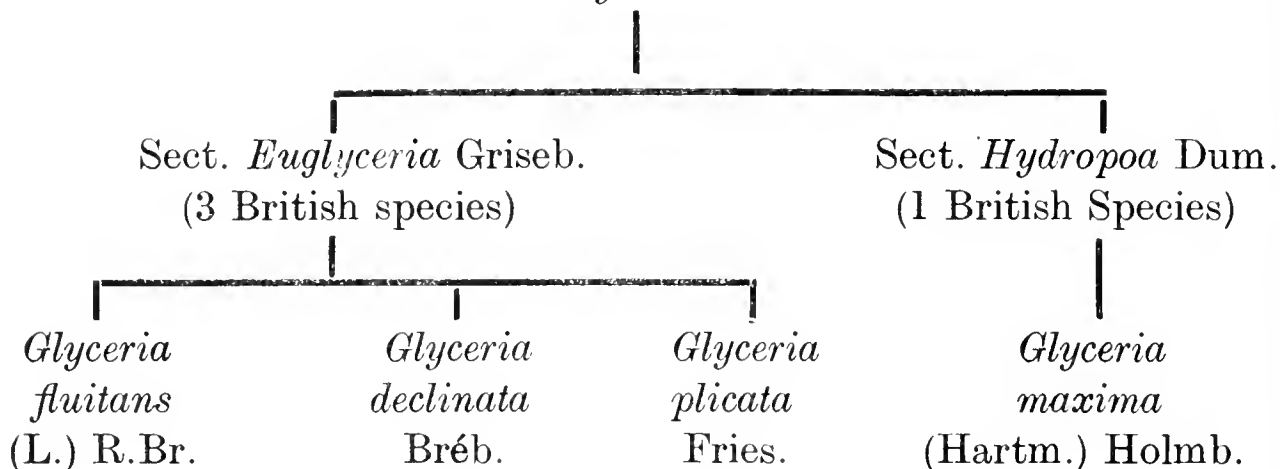 Sect. Euglyceria Griseb.
(3 British species)
Sect. Hydropoa Dum.
(1 British Species)
Glyceria
fluitans
(L.) R.Br.
Glyceria
declinata
Bréb.
Glyceria
plicata
Fries.
Glyceria
maxima
(Hartm.) Holmb.